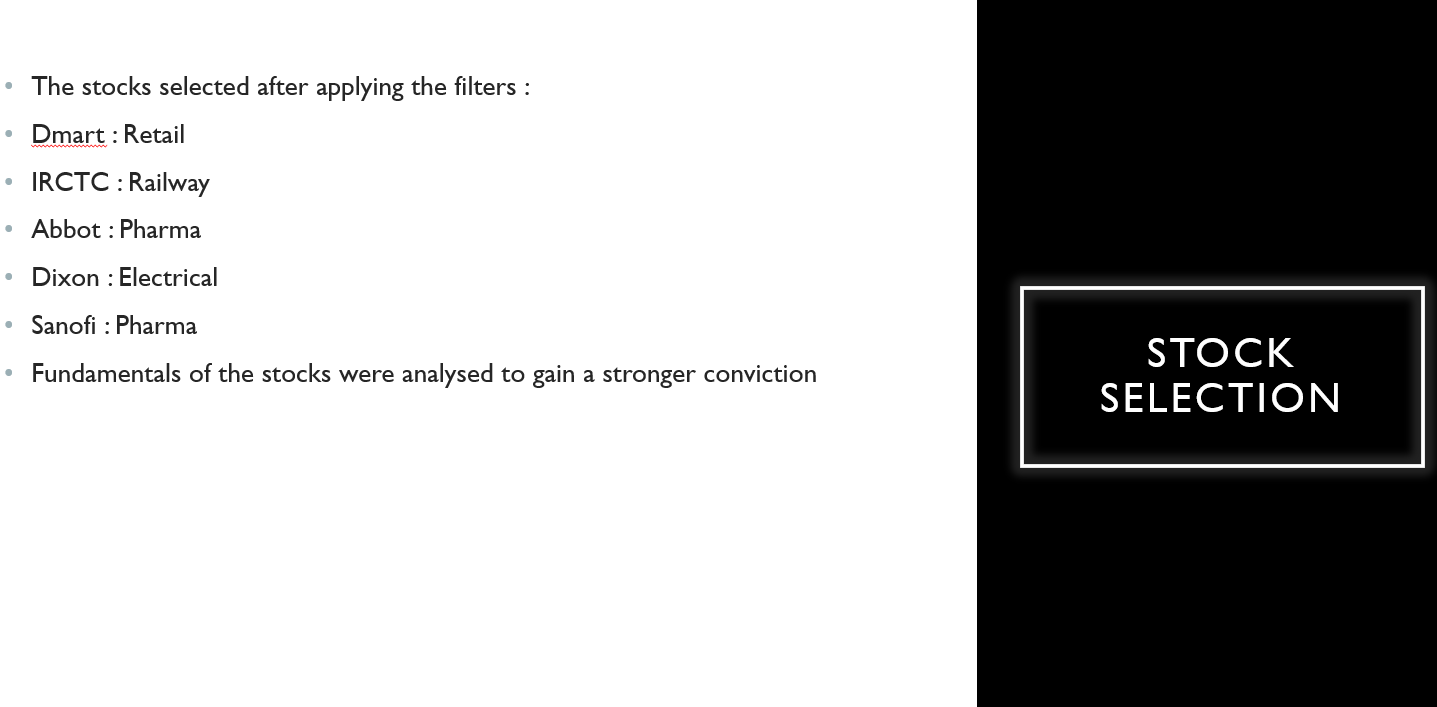 The stocks selected after applying the filters :
Dmart : Retail
IRCTC : Railway
Abbot : Pharma
Dixon : Electrical
Sanofi : Pharma
Fundamentals of the stocks were analysed to gain a stronger conviction
STOCK
SELECTION